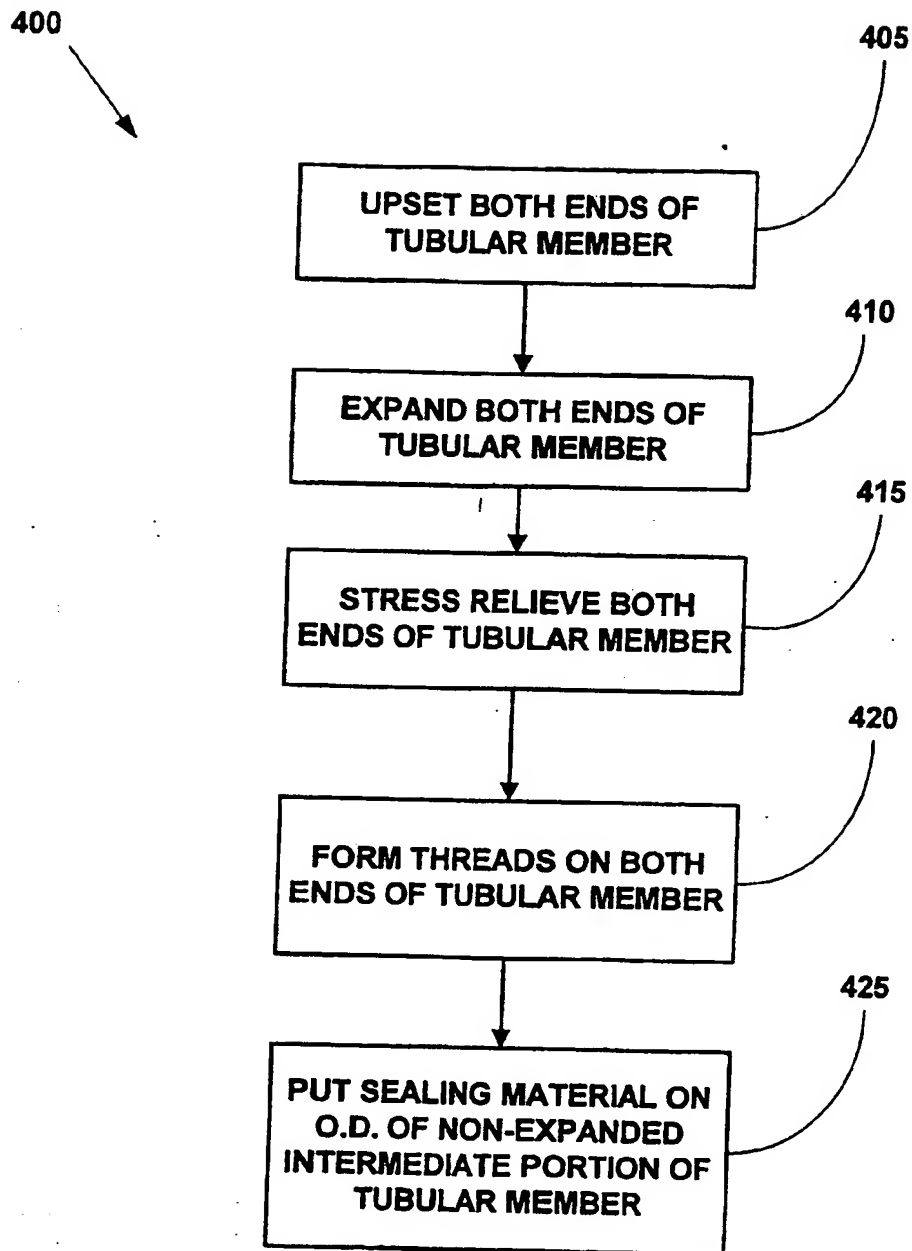 400
405
UPSET BOTH ENDS OF
TUBULAR MEMBER
410
EXPAND BOTH ENDS OF
TUBULAR MEMBER
415
STRESS RELIEVE BOTH
ENDS OF TUBULAR MEMBER
420
FORM THREADS ON BOTH
ENDS OF TUBULAR MEMBER
425
PUT SEALING MATERIAL ON
O.D. OF NON-EXPANDED
INTERMEDIATE PORTION OF
TUBULAR MEMBER